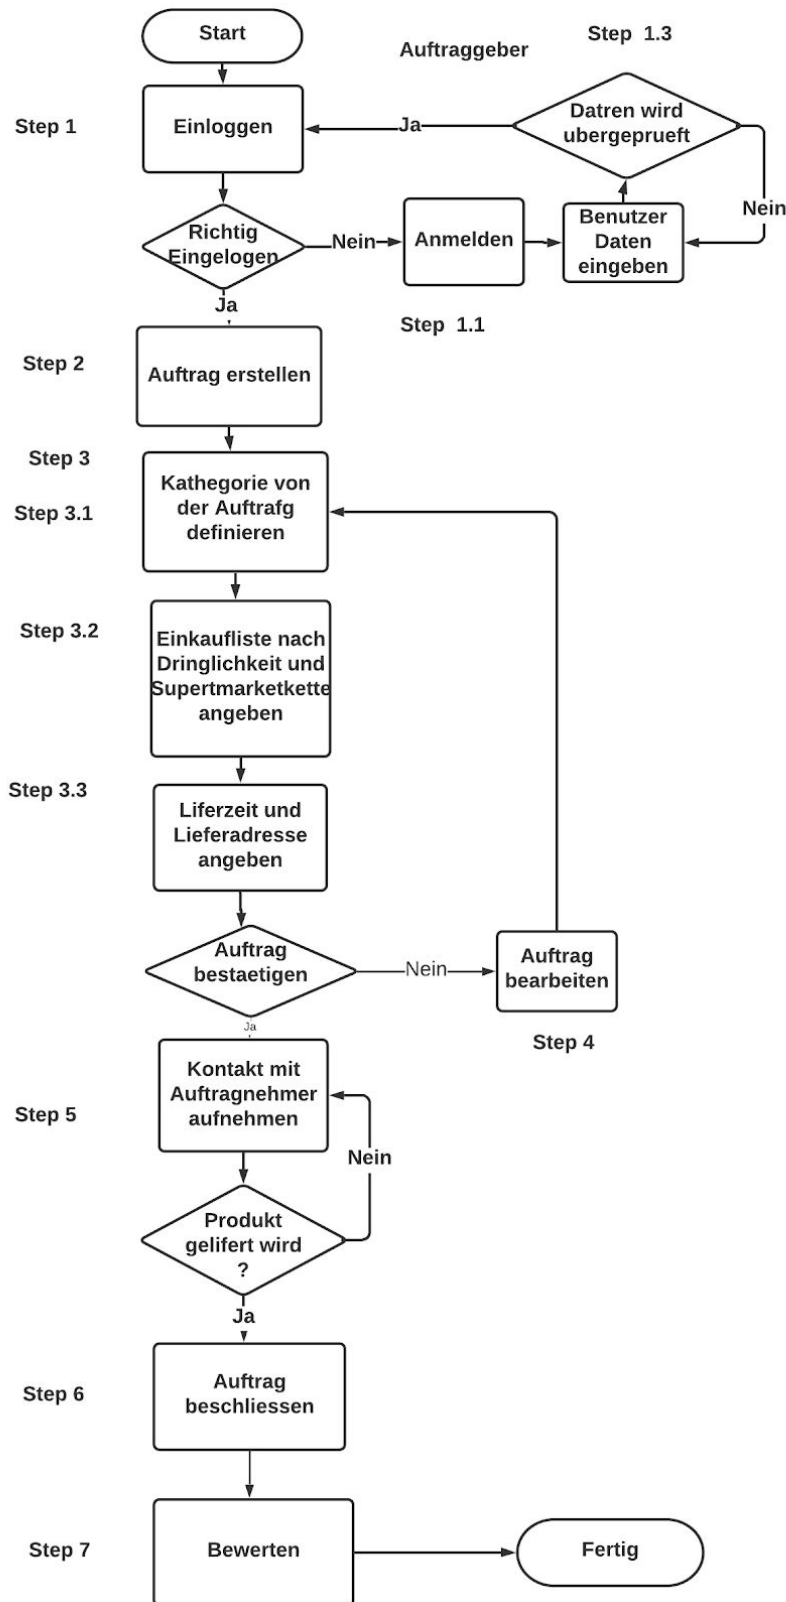 Start
Auftraggeber
Step 1.3
Step 1
Einloggen
Ja
Datren wird
ubergeprueft
Nein
Richtig
Eingelogen
Nein
Anmelden
Benutzer
Daten
eingeben
Ja
Step 1.1
Step 2
Auftrag erstellen
Step 3
Step 3.1
Kathegorie von
der Auftrafg
definieren
Step 3.2
Einkaufliste nach
Dringlichkeit und
Supertmarketkette
angeben
Step 3.3
Liferzeit und
Lieferadresse
angeben
Auftrag
bestaetigen
Nein
Auftrag
bearbeiten
Step 4
Ja
Step 5
Kontakt mit
Auftragnehmer
aufnehmen
Nein
Produkt
gelifert wird
?
Ja
Step 6
Auftrag
beschliessen
Step 7
Bewerten
Fertig